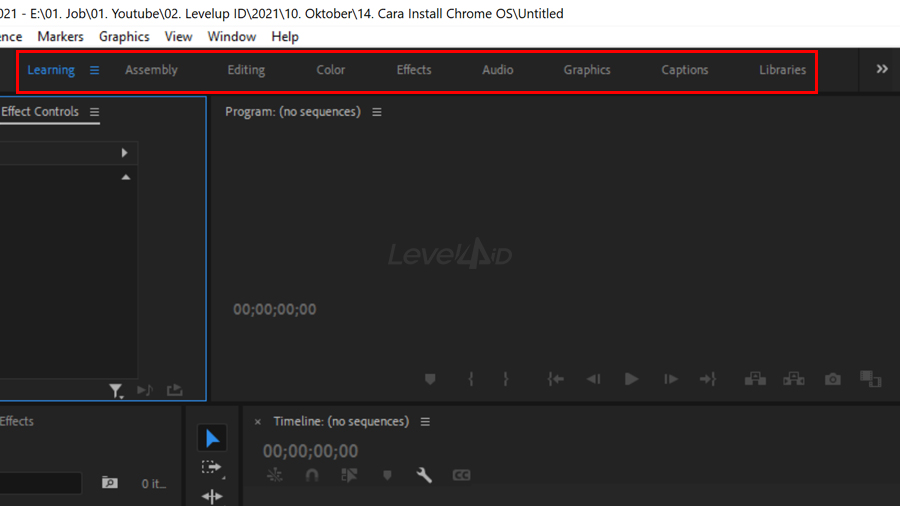 021 - E:\01. Job\01. Youtube\02. Levelup ID\2021\10. Oktober\14. Cara Install Chrome OS\Untitled
ence Markers Graphics View Window Help
Learning Assembly Editing Color Effects Audio Graphics Captions Libraries
Effect Controls
Program: (no sequences)
Level iD
00;00;00;00
Effects
× Timeline: (no sequences)
00;00;00;00
0 it...